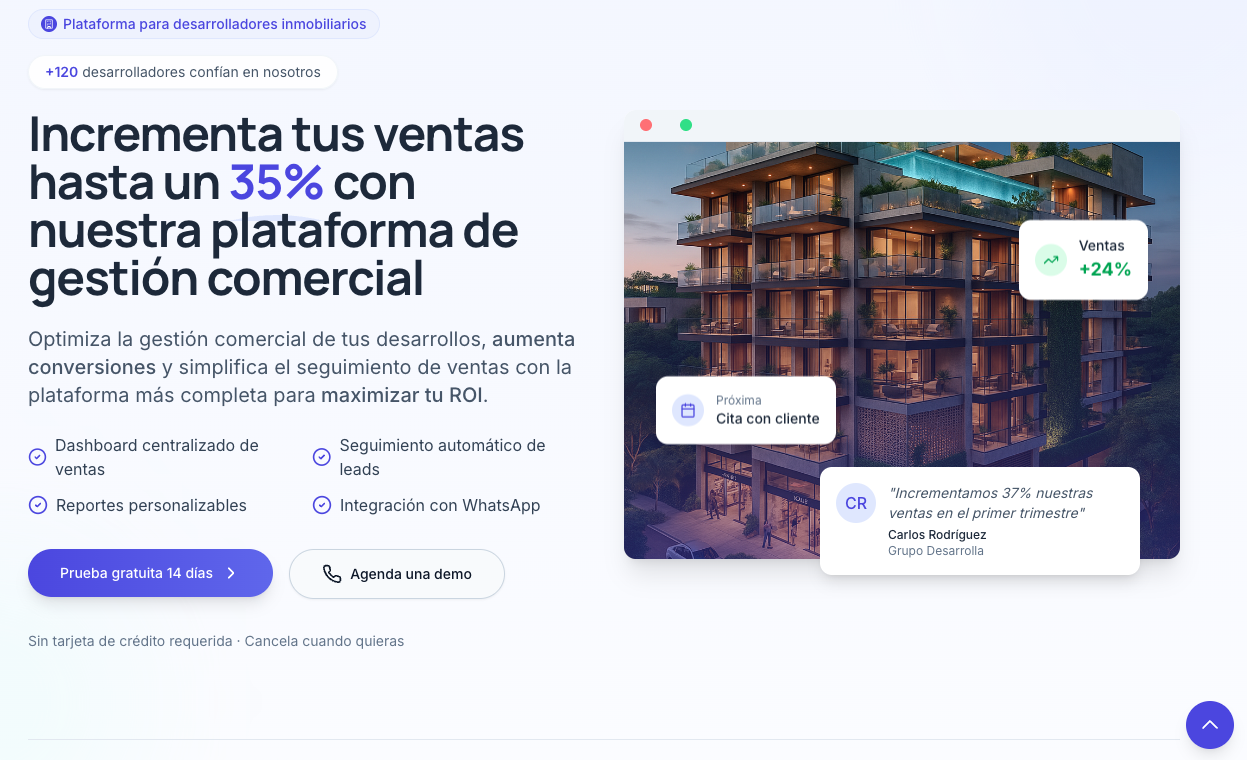 Plataforma para desarrolladores inmobiliarios
+120 desarrolladores confían en nosotros
Incrementa tus ventas
hasta un 35% con
nuestra plataforma de
gestión comercial
Optimiza la gestión comercial de tus desarrollos, aumenta
conversiones y simplifica el seguimiento de ventas con la
plataforma más completa para maximizar tu ROI.
Dashboard centralizado de
ventas
Seguimiento automático de
leads
Reportes personalizables
Integración con WhatsApp
Prueba gratuita 14 días
Agenda una demo
Sin tarjeta de crédito requerida · Cancela cuando quieras
Ventas
+24%
Próxima
Cita con cliente
CR
"Incrementamos 37% nuestras
ventas en el primer trimestre"
Carlos Rodríguez
Grupo Desarrolla